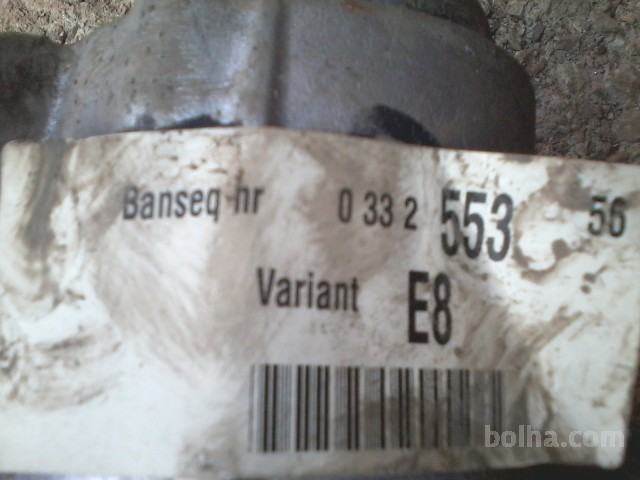 Banseq nr 0 33 2 553 56
Variant E8
bolha.com